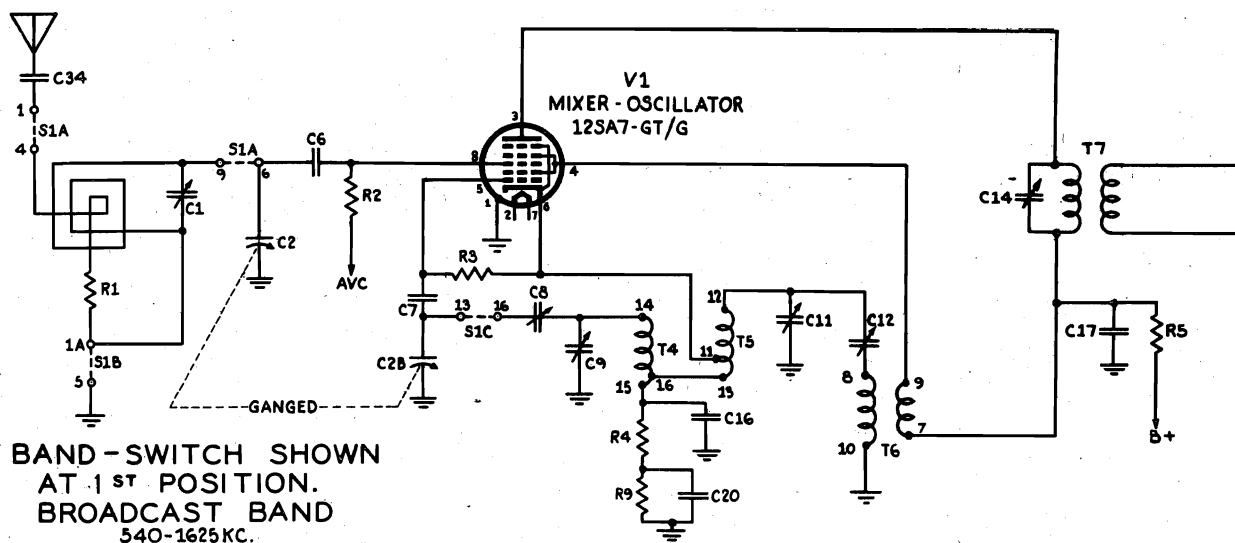 C34
V1
MIXER-OSCILLATOR
12SA7-GT/G
1
S1A
4
3
T7
S1A
C6
9
6
8
4
5
C1
R2
C14
1
2
7
6
C2
R3
R1
AVC
C7
13
16
C8
14
12
S1C
C11
C12
C17
R5
1A
S1B
T4
T5
11
C2B
C9
5
15
16
13
8
9
GANGED
C16
7
R4
10
T6
B+
BAND-SWITCH SHOWN
AT 1ST POSITION.
R9
C20
BROADCAST BAND
540-1625KC.